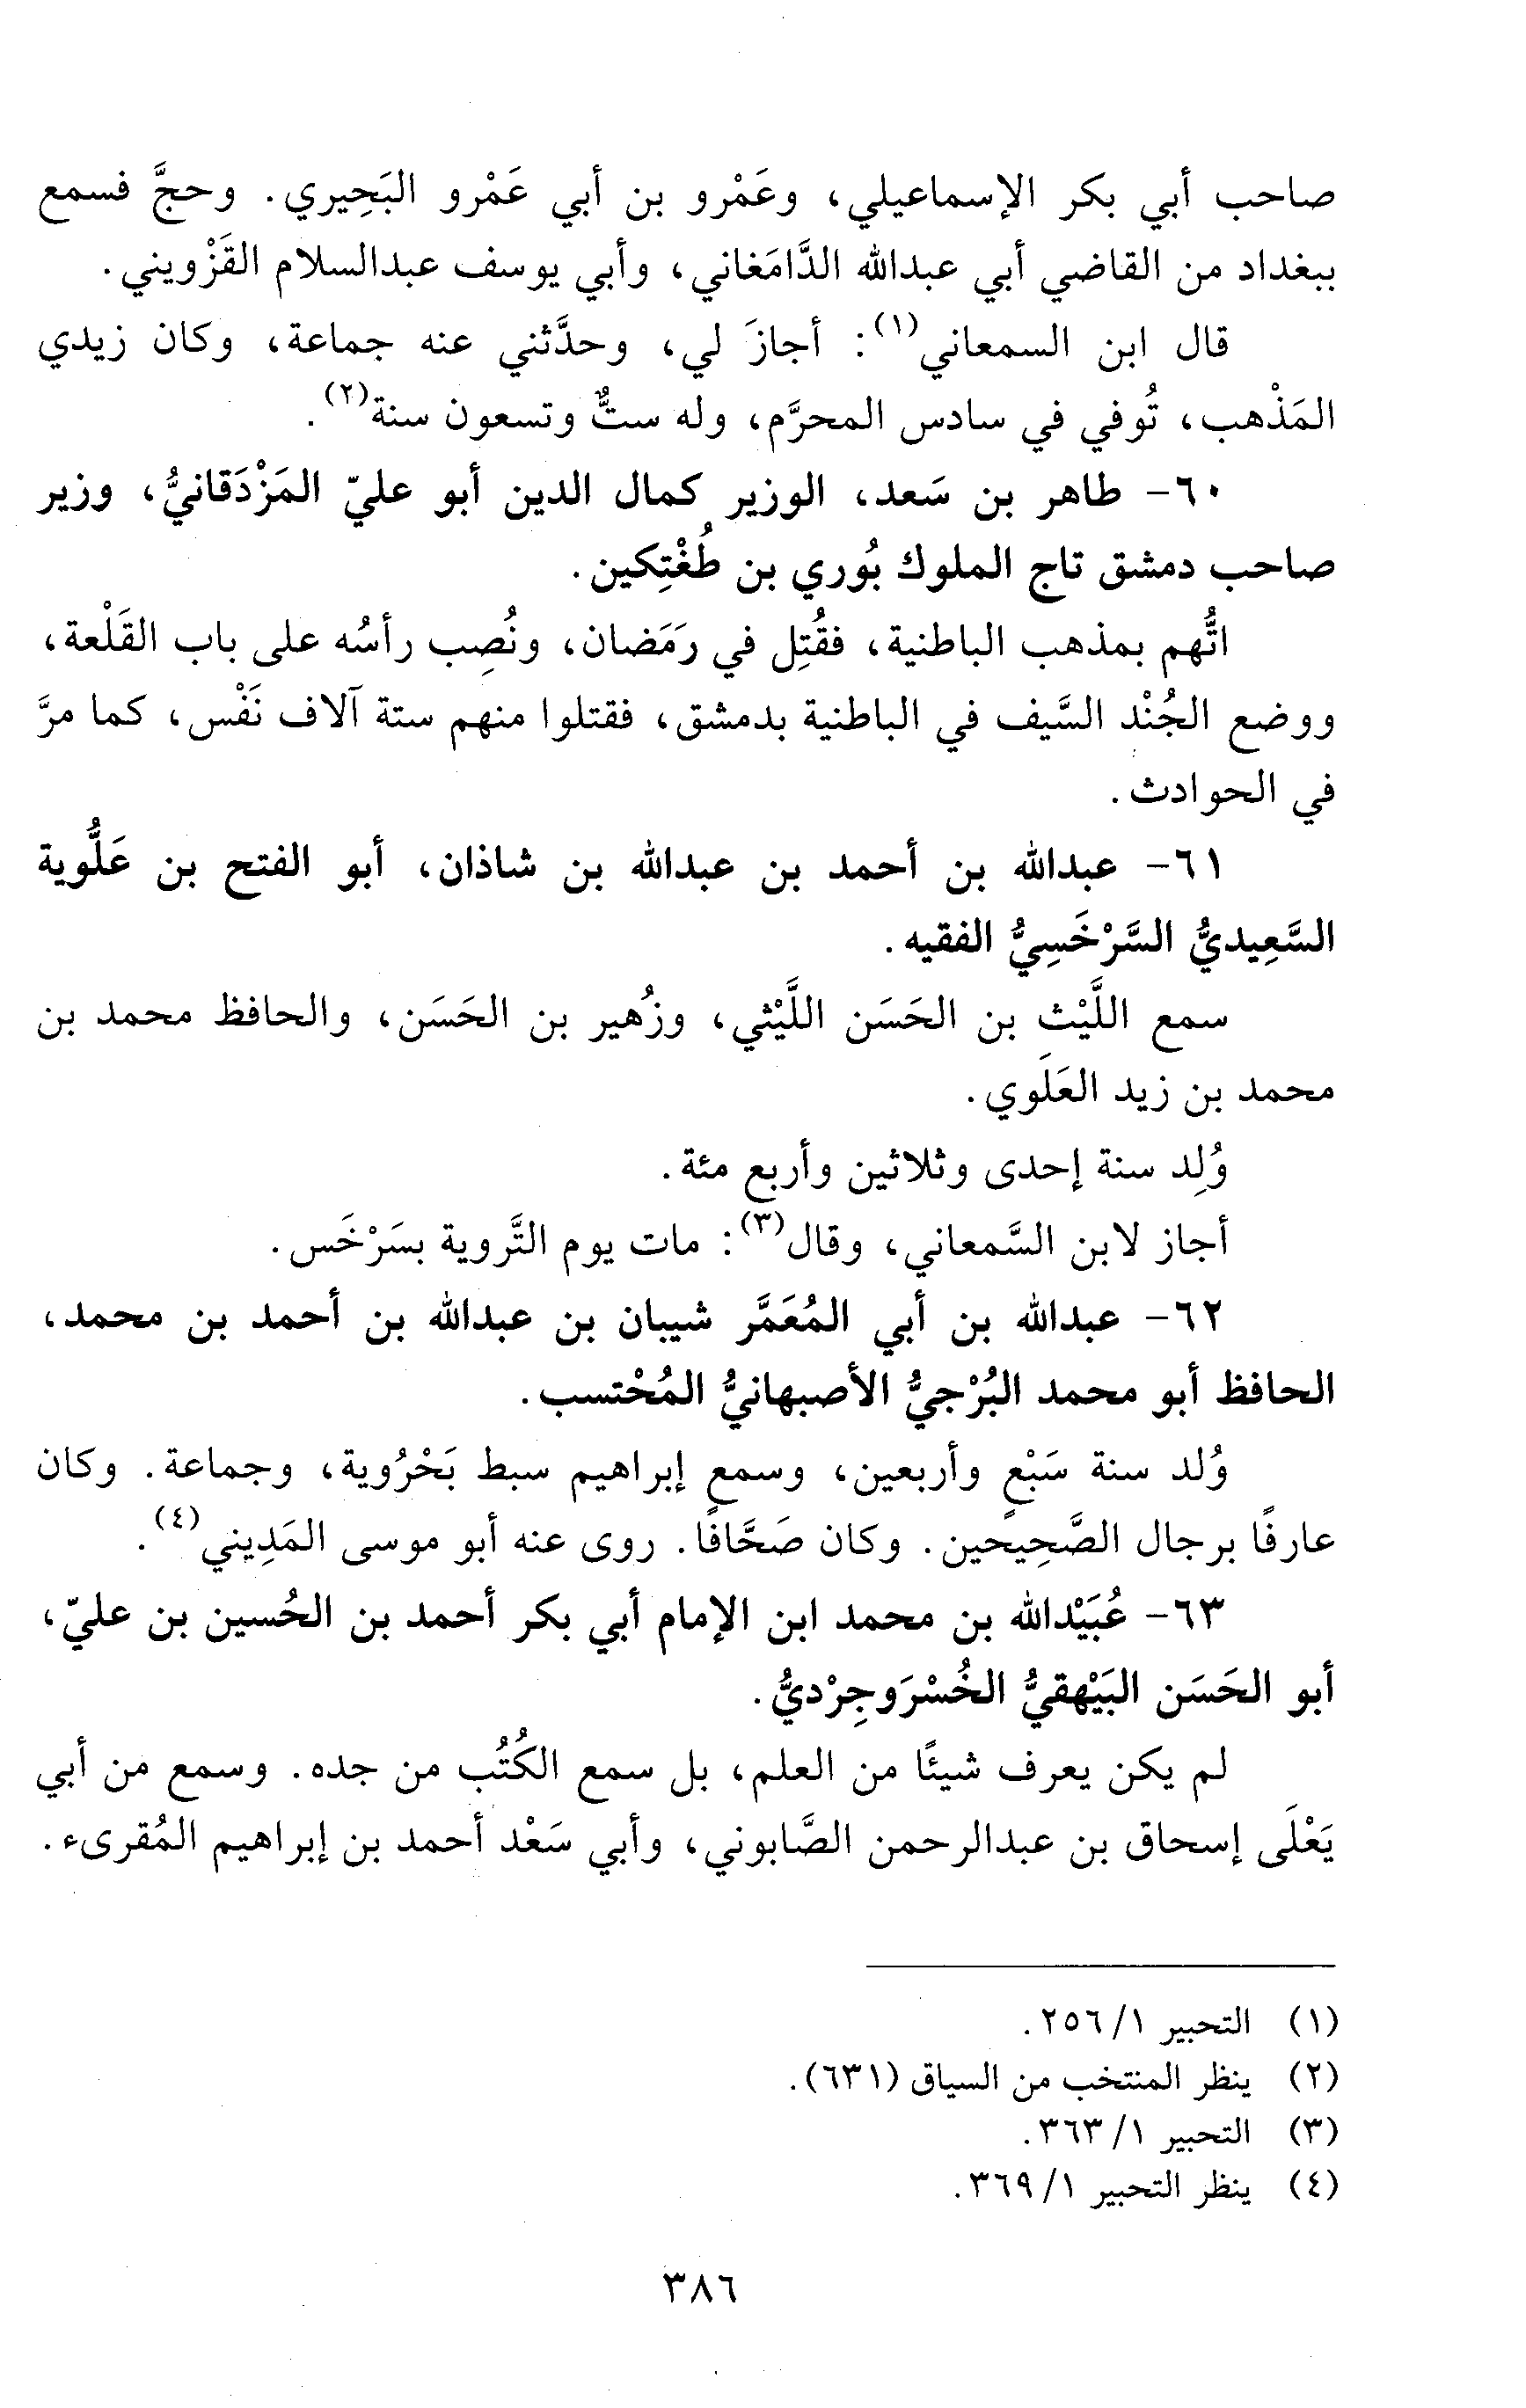 صاحب أبي بكر الإسماعيلي، وعَمْرو بن أبي عَمْرو البَحِيري. وحجَّ فسمع
ببغداد من القاضي أبي عبدالله الدَّامَغاني، وأبي يوسف عبدالسلام القَزْويني.
قال ابن السمعاني(١): أجازَ لي، وحدَّثني عنه جماعة، وكان زيدي
المَذْهب، تُوفي في سادس المحرَّم، وله ستٌّ وتسعون سنة(٢).
٦٠- طاهر بن سَعد، الوزير كمال الدين أبو عليّ المَزْدَقانيُّ، وزير
صاحب دمشق تاج الملوك بُوري بن طُغْتِكين.
اتُّهم بمذهب الباطنية، فقُتِل في رَمَضان، ونُصِب رأسُه على باب القَلْعة،
ووضع الجُنْد السَّيف في الباطنية بدمشق، فقتلوا منهم ستة آلاف نَفْس، كما مرَّ
في الحوادث.
٦١- عبدالله بن أحمد بن عبدالله بن شاذان، أبو الفتح بن عَلُّوية
السَّعِيديُّ السَّرْخَسِيُّ الفقيه.
سمع اللَّيْث بن الحَسَن اللَّيْثي، وزُهير بن الحَسَن، والحافظ محمد بن
محمد بن زيد العَلَوي.
وُلِد سنة إحدى وثلاثين وأربع مئة.
أجاز لابن السَّمعاني، وقال(٣): مات يوم التَّروية بسَرْخَس.
٦٢- عبدالله بن أبي المُعَمَّر شيبان بن عبدالله بن أحمد بن محمد،
الحافظ أبو محمد البُرْجيُّ الأصبهانيُّ المُحْتسب.
وُلد سنة سَبْعٍ وأربعين، وسمع إبراهيم سبط بَحْرُوية، وجماعة. وكان
عارفًا برجال الصَّحِيحين. وكان صَحَّافًا. روى عنه أبو موسى المَدِيني(٤).
٦٣- عُبَيْدالله بن محمد ابن الإمام أبي بكر أحمد بن الحُسين بن عليّ،
أبو الحَسَن البَيْهقيُّ الخُسْرَوجِرْديُّ.
لم يكن يعرف شيئًا من العلم، بل سمع الكُتُب من جده. وسمع من أبي
يَعْلَى إسحاق بن عبدالرحمن الصَّابوني، وأبي سَعْد أحمد بن إبراهيم المُقرىء.
(١) التحبير ١/ ٢٥٦.
(٢) ينظر المنتخب من السياق (٦٣١).
(٣) التحبير ١/ ٣٦٣.
(٤) ينظر التحبير ١/ ٣٦٩.
٣٨٦